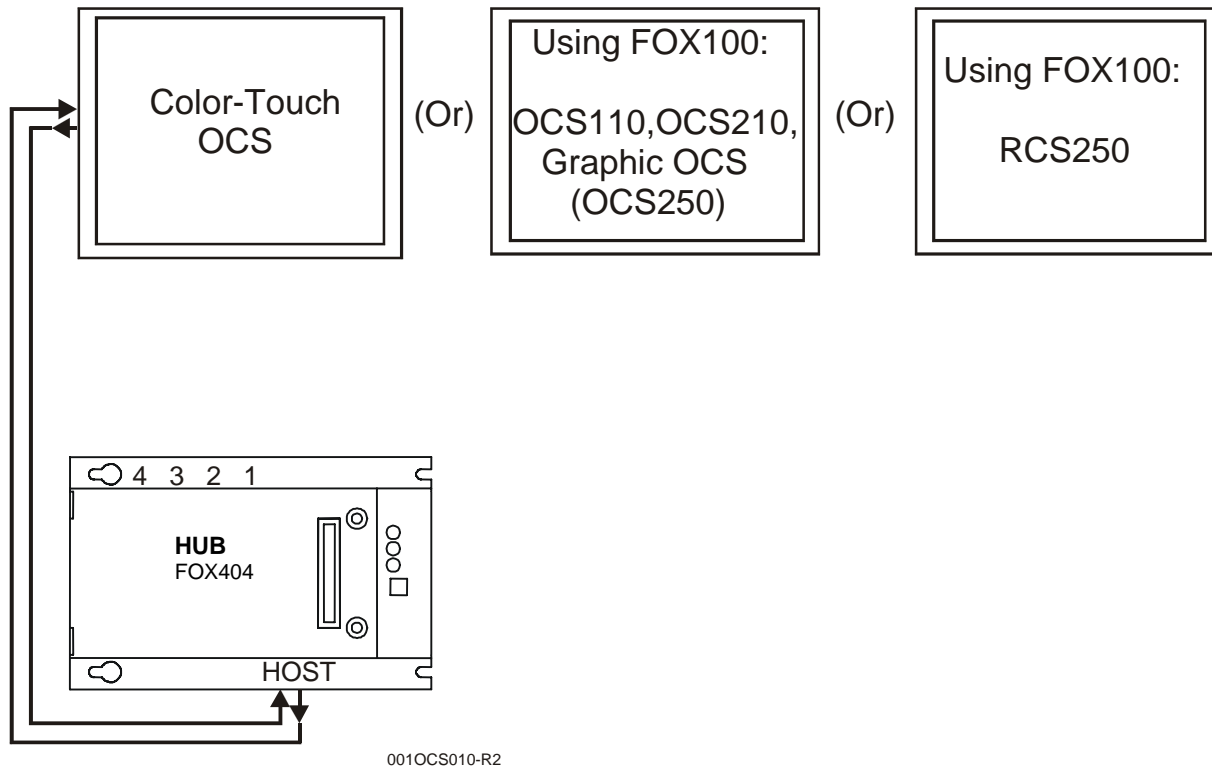 Color-Touch
OCS
(Or)
Using FOX100:
OCS110,OCS210,
Graphic OCS
(OCS250)
(Or)
Using FOX100:
RCS250
4 3 2 1
HUB
FOX404
HOST
001OCS010-R2